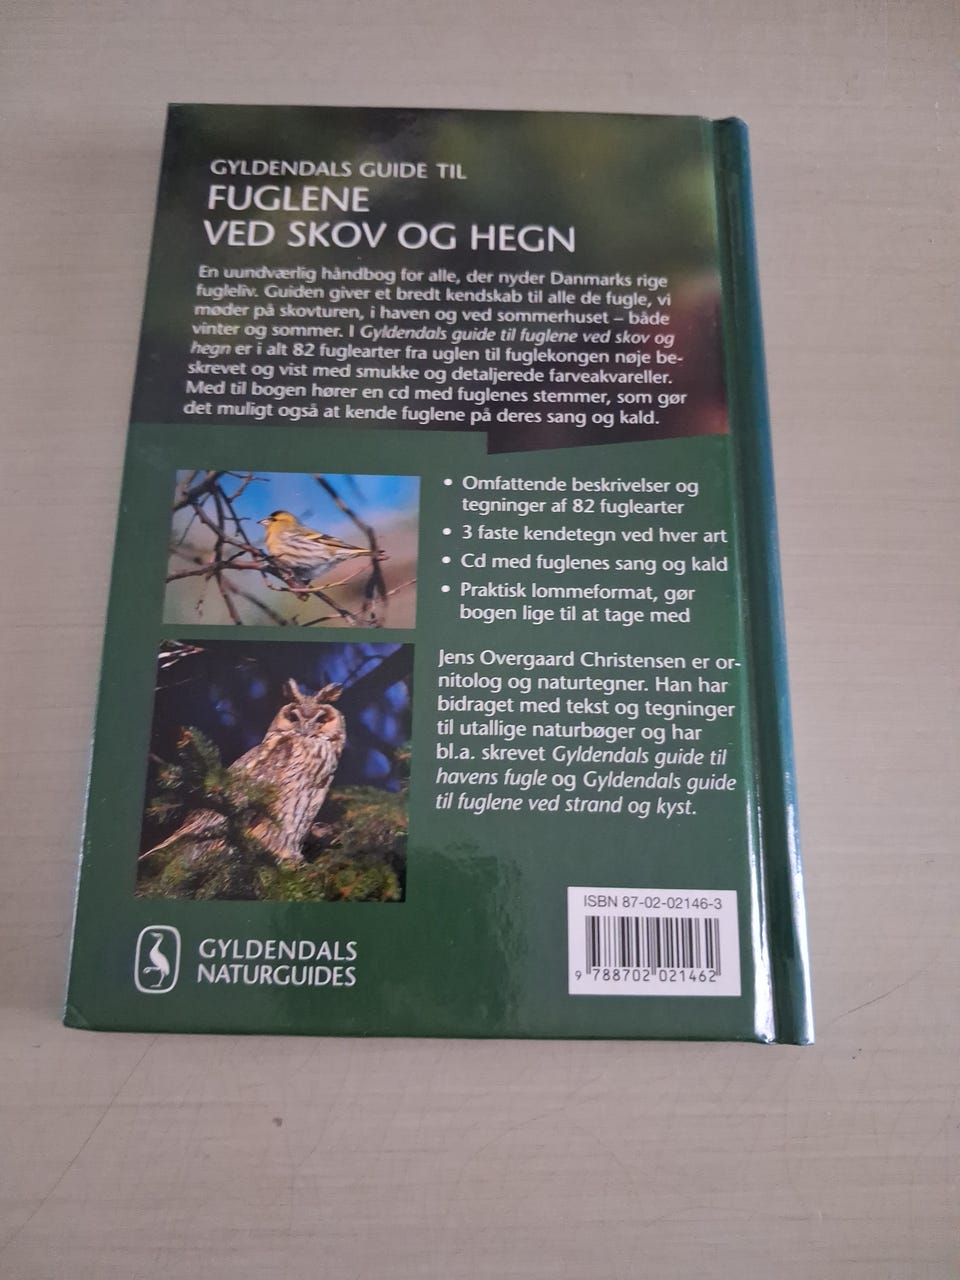 GYLDENDALS GUIDE TIL
FUGLENE
VED SKOV OG HEGN
En uundværlig håndbog for alle, der nyder Danmarks rige
fugleliv. Guiden giver et bredt kendskab til alle de fugle, vi
møder på skovturen, i haven og ved sommerhuset – både
vinter og sommer. I Gyldendals guide til fuglene ved skov og
hegn er i alt 82 fuglearter fra uglen til fuglekongen nøje be-
skrevet og vist med smukke og detaljerede farveakvareller.
Med til bogen hører en cd med fuglenes stemmer, som gør
det muligt også at kende fuglene på deres sang og kald.
• Omfattende beskrivelser og
tegninger af 82 fuglearter
• 3 faste kendetegn ved hver art
• Cd med fuglenes sang og kald
• Praktisk lommeformat, gør
bogen lige til at tage med
Jens Overgaard Christensen er or-
nitolog og naturtegner. Han har
bidraget med tekst og tegninger
til utallige naturbøger og har
bl.a. skrevet Gyldendals guide til
havens fugle og Gyldendals guide
til fuglene ved strand og kyst.
ISBN 87-02-02146-3
9 788702 021462
GYLDENDALS
NATURGUIDES